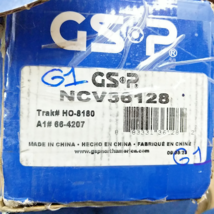 GSP
G1
GSP
NCV36128
Trak# HO-8160
A1# 66-4207
MADE IN CHINA • HECHO EN CHINA • FABRIQUÉ EN CHINE
www.gspnorthamerica.com
G1